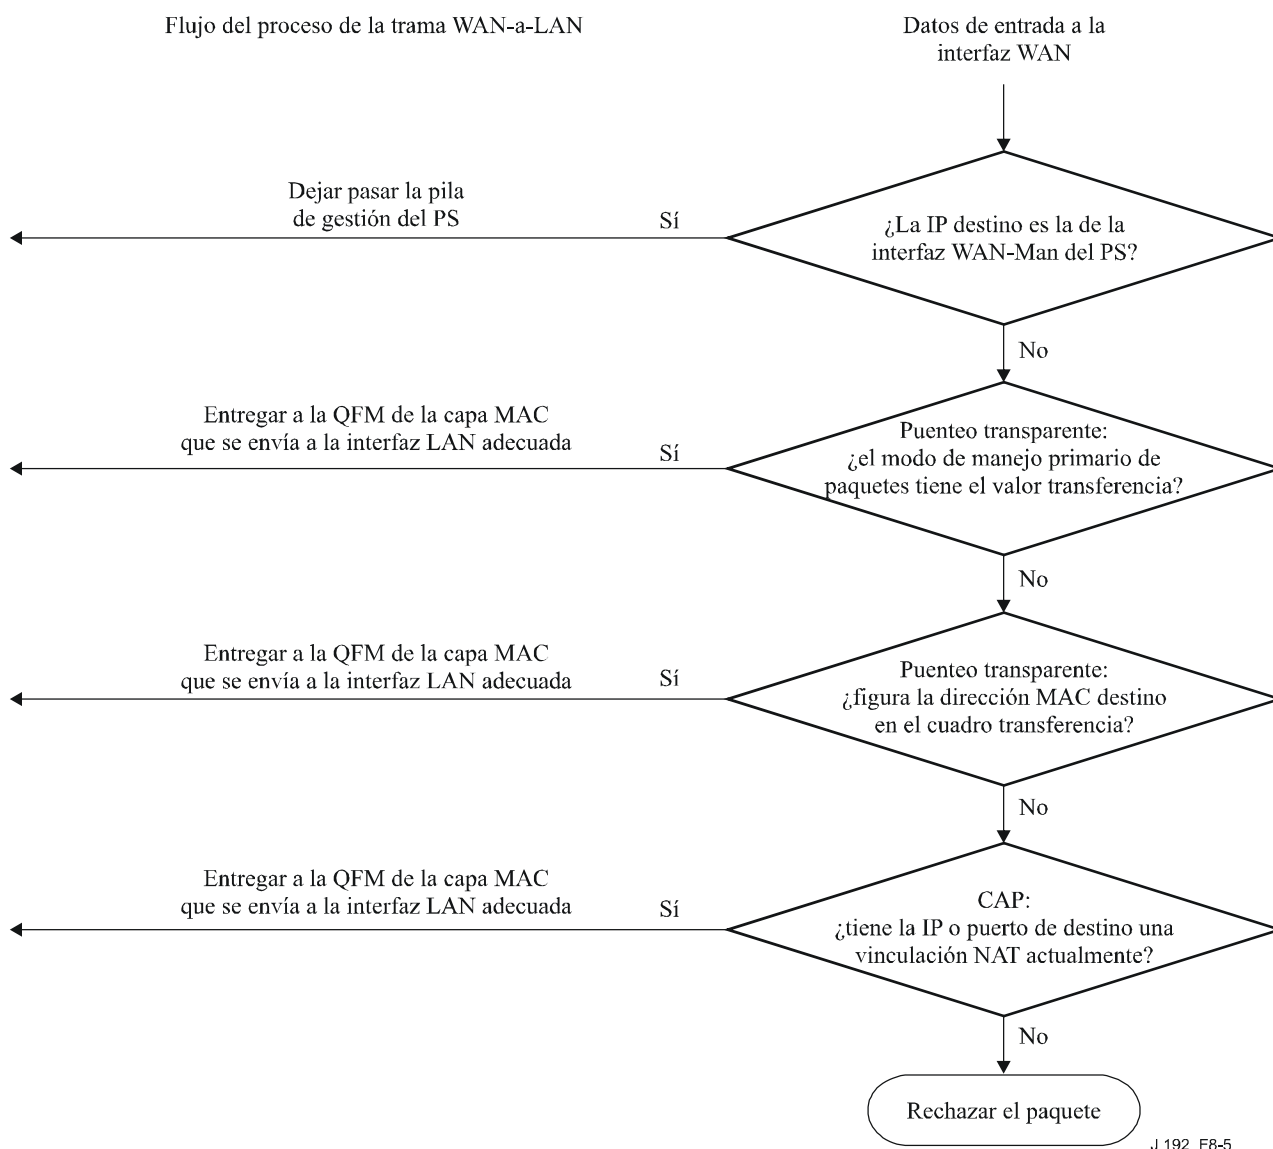 Flujo del proceso de la trama WAN-a-LAN
Datos de entrada a la
interfaz WAN
Dejar pasar la pila
de gestión del PS
Sí
¿La IP destino es la de la
interfaz WAN-Man del PS?
No
Entregar a la QFM de la capa MAC
que se envía a la interfaz LAN adecuada
Sí
Puenteo transparente:
¿el modo de manejo primario de
paquetes tiene el valor transferencia?
No
Entregar a la QFM de la capa MAC
que se envía a la interfaz LAN adecuada
Sí
Puenteo transparente:
¿figura la dirección MAC destino
en el cuadro transferencia?
No
Entregar a la QFM de la capa MAC
que se envía a la interfaz LAN adecuada
Sí
CAP:
¿tiene la IP o puerto de destino una
vinculación NAT actualmente?
No
Rechazar el paquete
J.192_F8-5